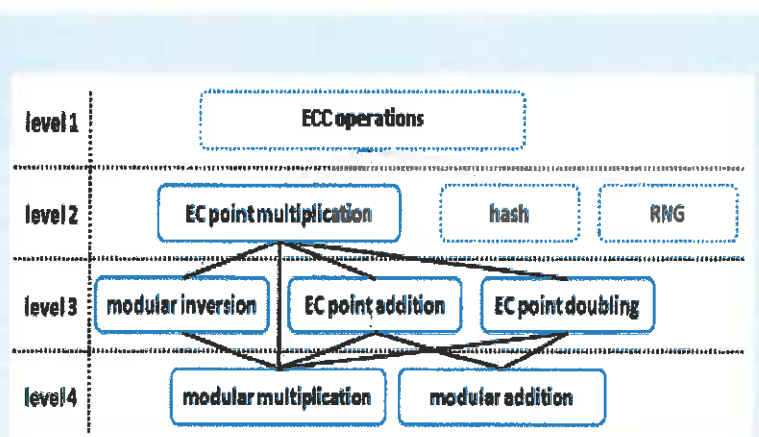 level 1
ECC operations
level 2
EC point multiplication
hash
RNG
level 3
modular inversion
EC point addition
EC point doubling
level 4
modular multiplication
modular addition